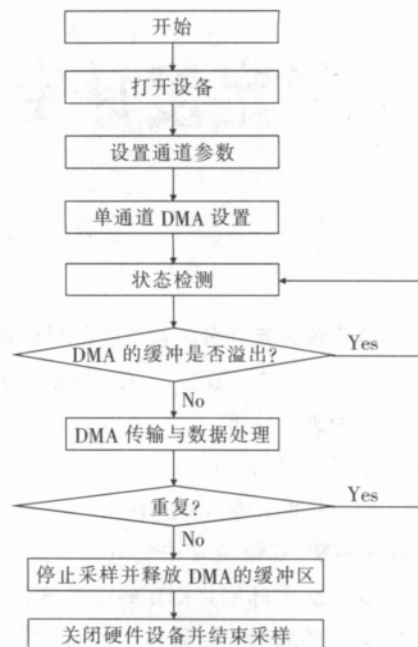 开始
打开设备
设置通道参数
单通道 DMA 设置
状态检测
DMA 的缓冲是否溢出?
Yes
No
DMA 传输与数据处理
重复?
Yes
No
停止采样并释放 DMA的缓冲区
关闭硬件设备并结束采样